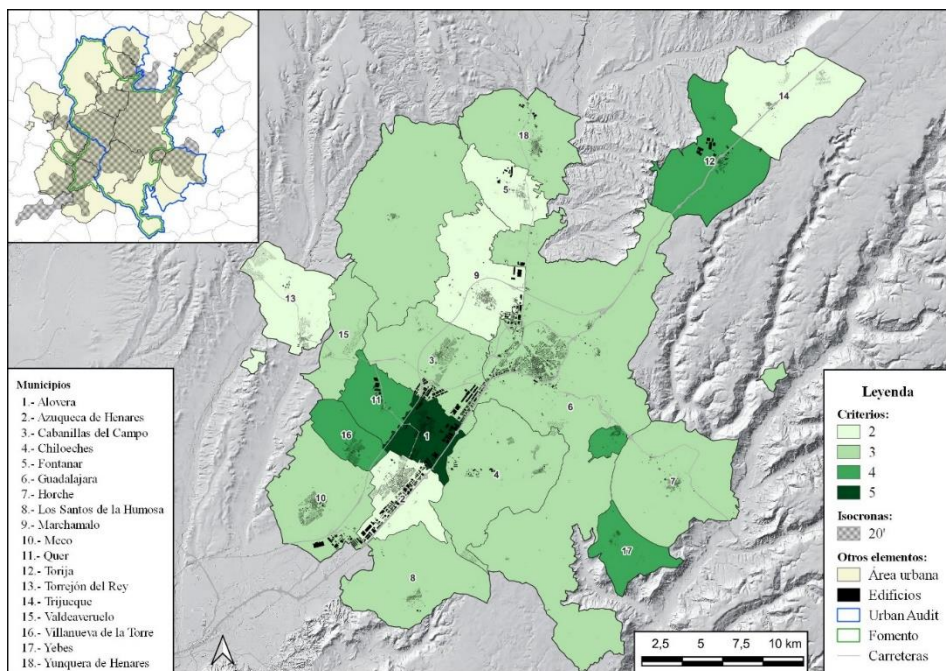 14
18
12
5
9
13
15
3
6
11
1
16
4
7
10
17
8
Municipios
1.- Alovera
2.- Azuqueca de Henares
3.- Cabanillas del Campo
4.- Chiloeches
5.- Fontanar
6.- Guadalajara
7.- Horche
8.- Los Santos de la Humosa
9.- Marchamalo
10.- Meco
11.- Quer
12.- Torija
13.- Torrejón del Rey
14.- Trijueque
15.- Valdeaveruelo
16.- Villanueva de la Torre
17.- Yebes
18.- Yunquera de Henares
Leyenda
Criterios:
2
3
4
5
Isocronas:
20'
Otros elementos:
Área urbana
Edificios
Urban Audit
Fomento
Carreteras
2,5 5 7,5 10 km